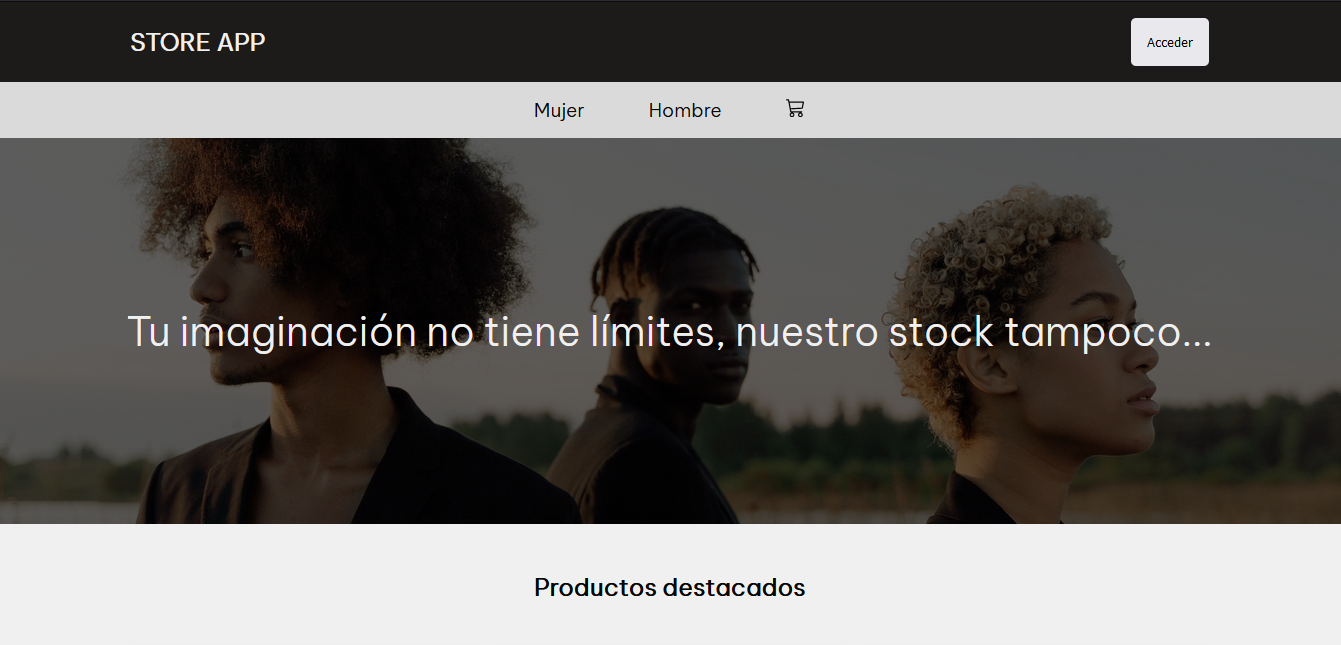 STORE APP
Acceder
Mujer
Hombre
Tu imaginación no tiene límites, nuestro stock tampoco...
Productos destacados